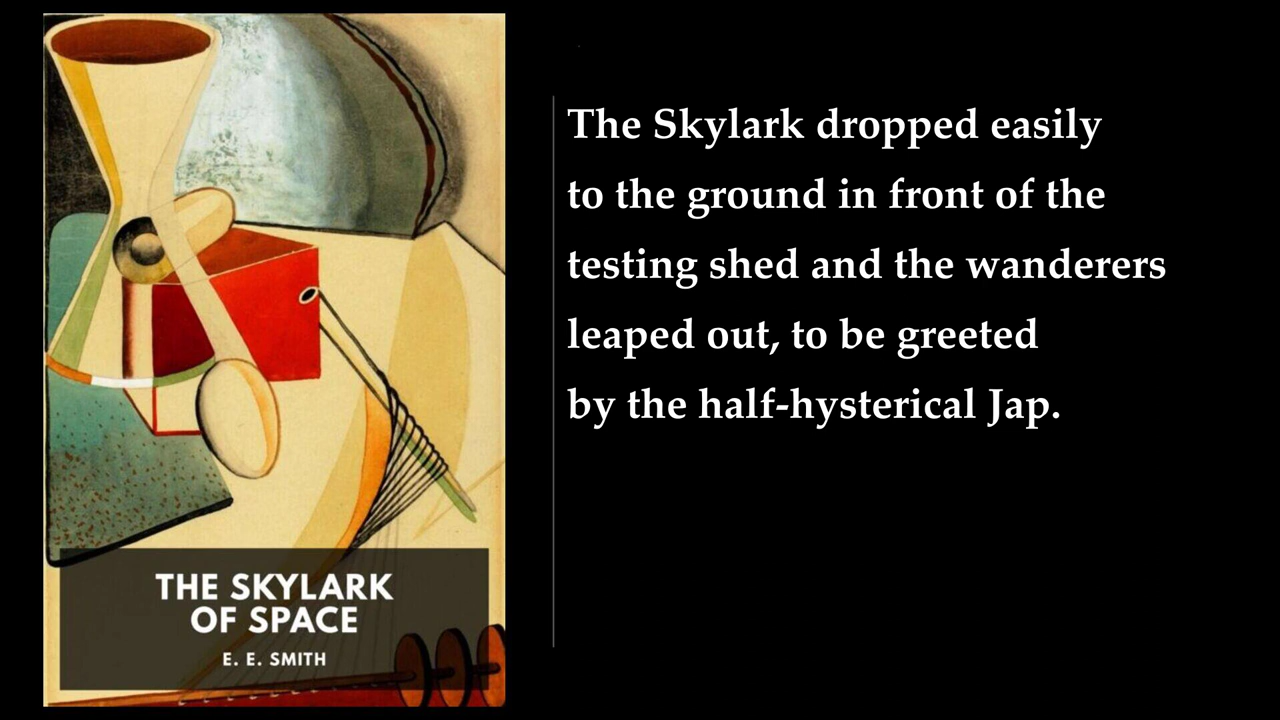 The Skylark dropped easily
to the ground in front of the
testing shed and the wanderers
leaped out, to be greeted
by the half-hysterical Jap.
THE SKYLARK
OF SPACE
E. E. SMITH